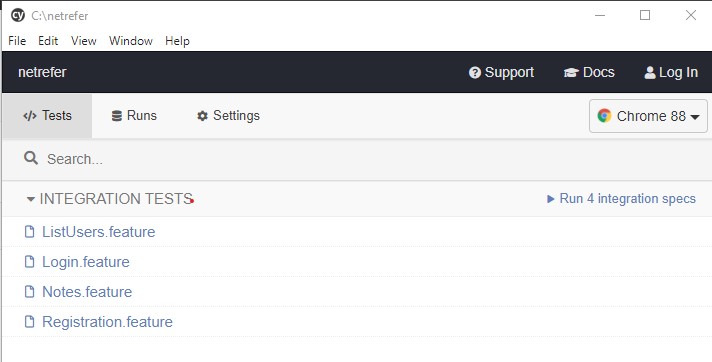 cy C:\netrefer
File Edit View Window Help
netrefer Support Docs Log In
</> Tests Runs Settings Chrome 88
Search...
INTEGRATION TESTS Run 4 integration specs
ListUsers.feature
Login.feature
Notes.feature
Registration.feature